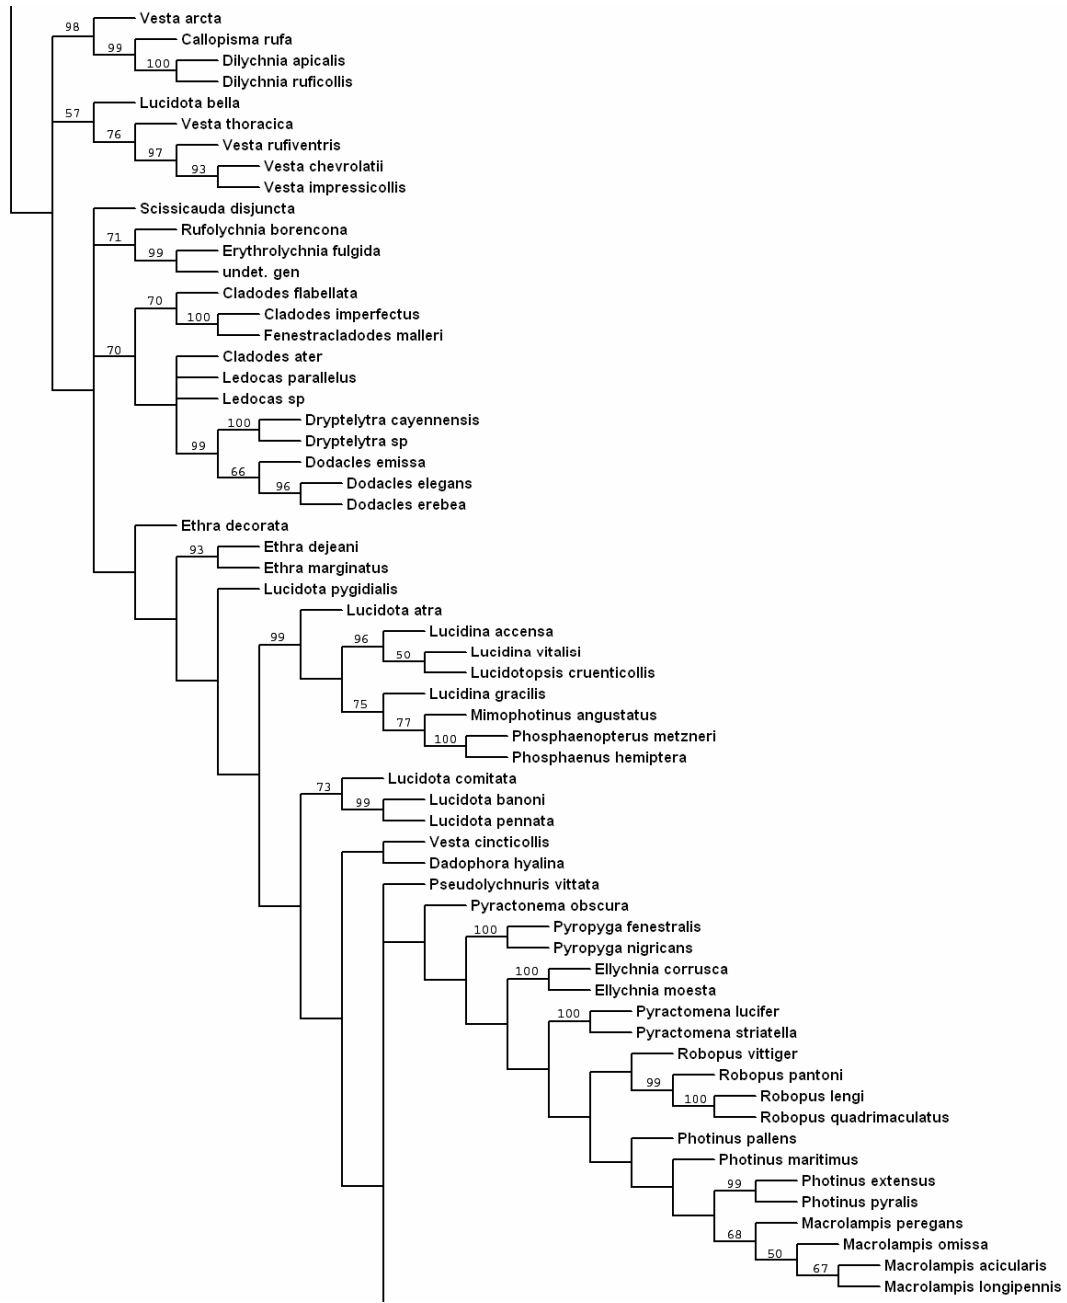 Vesta arcta
98
Callopisma rufa
99
Dilychnia apicalis
100
Dilychnia ruficollis
Lucidota bella
57
Vesta thoracica
76
Vesta rufiventris
97
Vesta chevrolatii
93
Vesta impressicollis
Scissicauda disjuncta
Rufolychnia borencona
71
Erythrolychnia fulgida
99
undet. gen
Cladodes flabellata
70
Cladodes imperfectus
100
Fenestracladodes malleri
70
Cladodes ater
Ledocas parallelus
Ledocas sp
Dryptelytra cayennensis
100
Dryptelytra sp
99
Dodacles emissa
66
Dodacles elegans
96
Dodacles erebea
Ethra decorata
Ethra dejeani
93
Ethra marginatus
Lucidota pygidialis
Lucidota atra
99
Lucidina accensa
96
Lucidina vitalisi
50
Lucidotopsis cruenticollis
Lucidina gracilis
75
Mimophotinus angustatus
77
Phosphaenopterus metzneri
100
Phosphaenus hemiptera
Lucidota comitata
73
Lucidota banoni
99
Lucidota pennata
Vesta cincticollis
Dadophora hyalina
Pseudolychnuris vittata
Pyractonema obscura
Pyropyga fenestralis
100
Pyropyga nigricans
Ellychnia corrusca
100
Ellychnia moesta
Pyractomena lucifer
100
Pyractomena striatella
Robopus vittiger
Robopus pantoni
99
Robopus lengi
100
Robopus quadrimaculatus
Photinus pallens
Photinus maritimus
Photinus extensus
99
Photinus pyralis
Macrolampis peregans
68
Macrolampis omissa
50
Macrolampis acicularis
67
Macrolampis longipennis